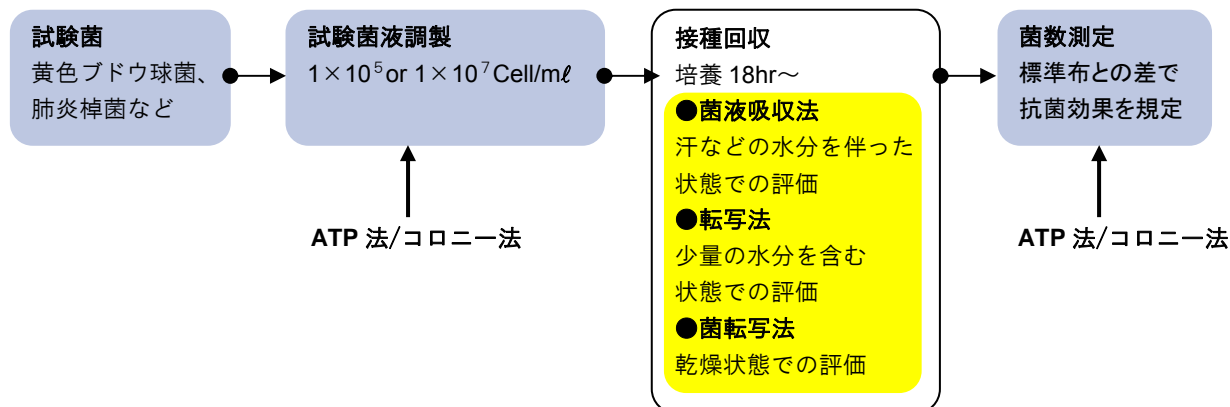 試験菌
黄色ブドウ球菌、
肺炎棹菌など
試験菌液調製
1×10⁵or 1×10⁷Cell/mℓ
接種回収
培養 18hr～
●菌液吸収法
汗などの水分を伴った
状態での評価
●転写法
少量の水分を含む
状態での評価
●菌転写法
乾燥状態での評価
菌数測定
標準布との差で
抗菌効果を規定
ATP 法/コロニー法
ATP 法/コロニー法